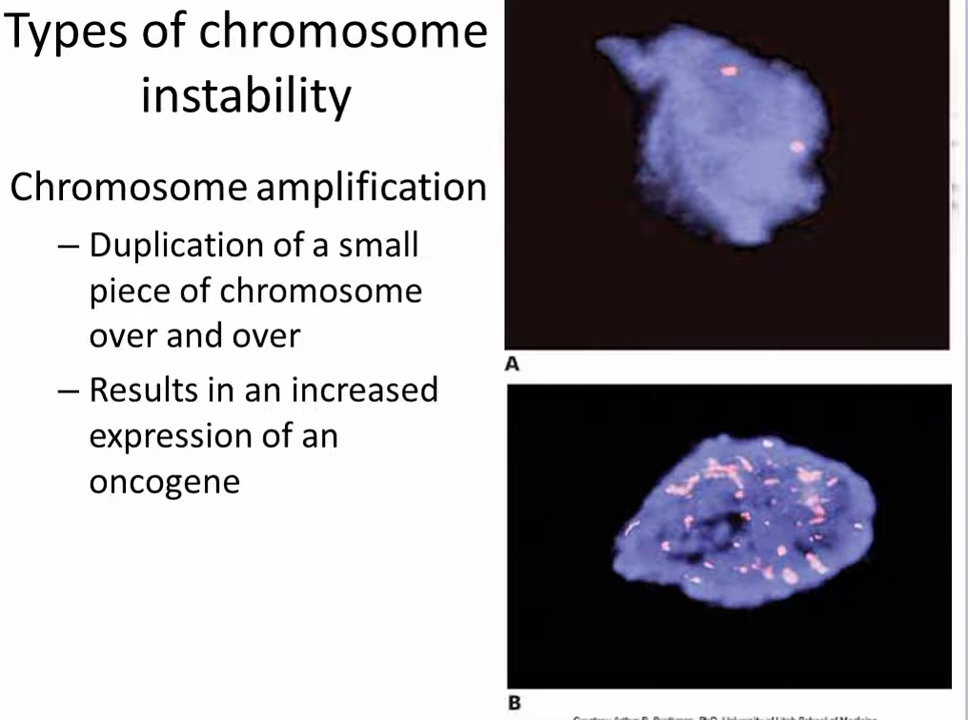 Types of chromosome
instability
Chromosome amplification
– Duplication of a small
piece of chromosome
over and over
– Results in an increased
expression of an
oncogene
A
B